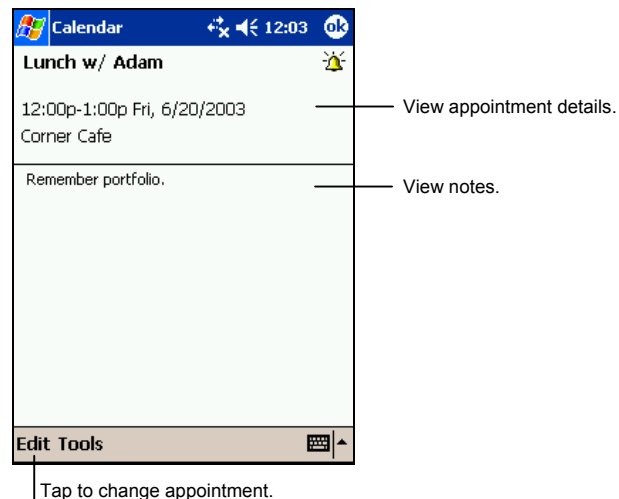 Calendar 12:03 ok
Lunch w/ Adam
12:00p-1:00p Fri, 6/20/2003
View appointment details.
Corner Cafe
Remember portfolio.
View notes.
Edit Tools
Tap to change appointment.